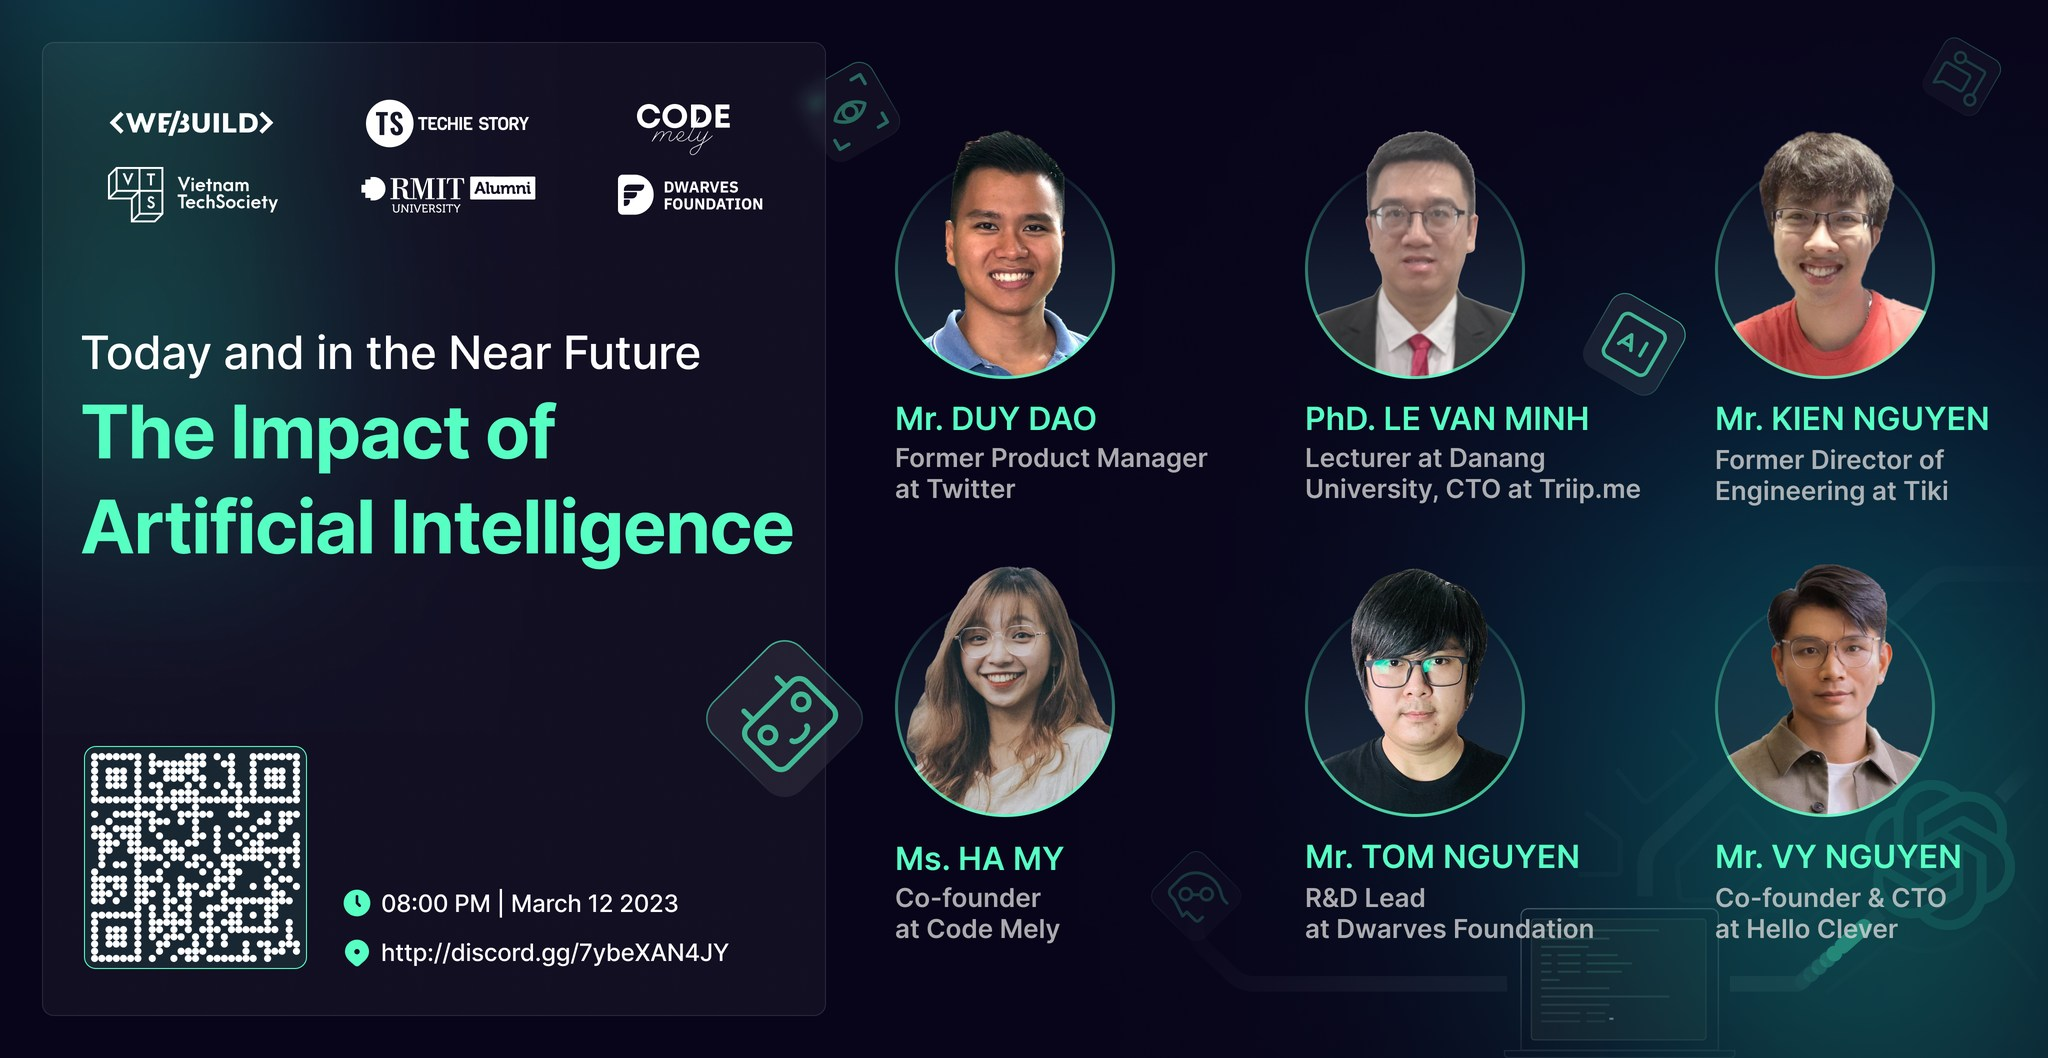 <WE/BUILD>
TS TECHIE STORY
CODE
mely
V T S
Vietnam
TechSociety
RMIT Alumni
UNIVERSITY
DWARVES
FOUNDATION
Today and in the Near Future
The Impact of
Artificial Intelligence
08:00 PM | March 12 2023
http://discord.gg/7ybeXAN4JY
Mr. DUY DAO
Former Product Manager
at Twitter
PhD. LE VAN MINH
Lecturer at Danang
University, CTO at Triip.me
AI
Mr. KIEN NGUYEN
Former Director of
Engineering at Tiki
Ms. HA MY
Co-founder
at Code Mely
Mr. TOM NGUYEN
R&D Lead
at Dwarves Foundation
Mr. VY NGUYEN
Co-founder & CTO
at Hello Clever